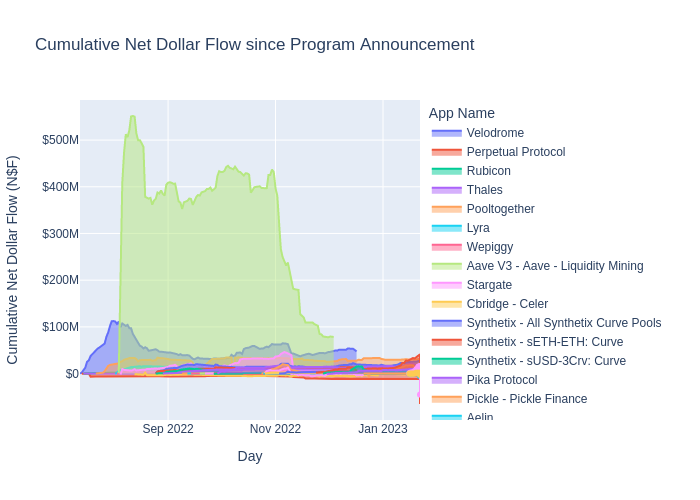 Cumulative Net Dollar Flow since Program Announcement
App Name
Velodrome
Perpetual Protocol
Rubicon
Thales
Pooltogether
Lyra
Wepiggy
Aave V3 - Aave - Liquidity Mining
Stargate
Cbridge - Celer
Synthetix - All Synthetix Curve Pools
Synthetix - sETH-ETH: Curve
Synthetix - sUSD-3Crv: Curve
Pika Protocol
Pickle - Pickle Finance
Aelin
Cumulative Net Dollar Flow (N$F)
$500M
$400M
$300M
$200M
$100M
$0
Sep 2022
Nov 2022
Jan 2023
Day